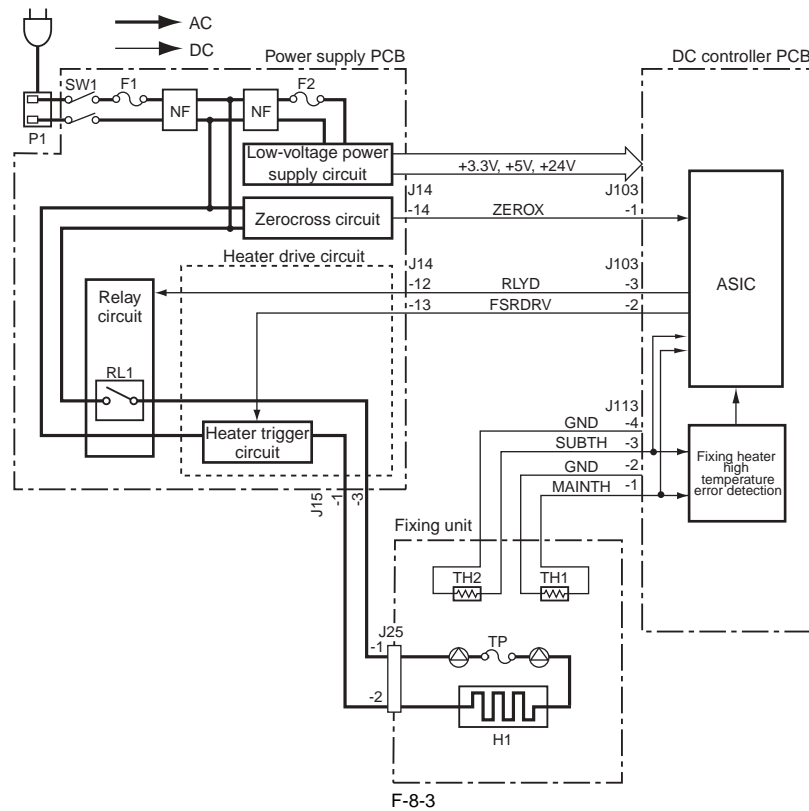 AC
DC
Power supply PCB
DC controller PCB
SW1
F1
F2
NF
NF
P1
Low-voltage power
supply circuit
+3.3V, +5V, +24V
J14
J103
Zerocross circuit
-14
ZEROX
-1
Heater drive circuit
J14
J103
-12
RLYD
-3
-13
FSRDRV
-2
ASIC
Relay
circuit
RL1
Heater trigger
circuit
J113
GND
-4
SUBTH
-3
GND
-2
MAINTH
-1
Fixing heater
high
temperature
error detection
J15
-1
-3
Fixing unit
TH2
TH1
J25
-1
TP
-2
H1
F-8-3